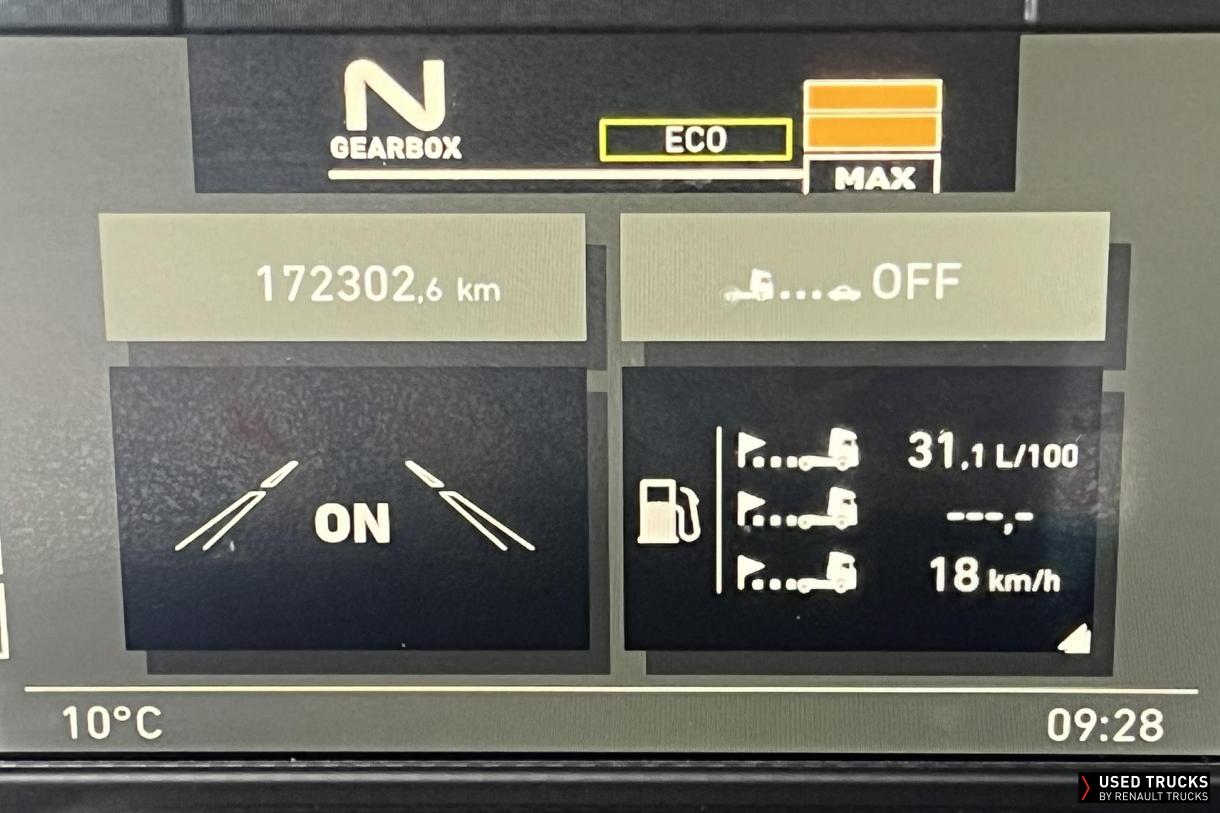 N
GEARBOX
ECO
MAX
172302,6 km
OFF
ON
31,1 L/100
---,-
18 km/h
10°C
09:28
USED TRUCKS
BY RENAULT TRUCKS